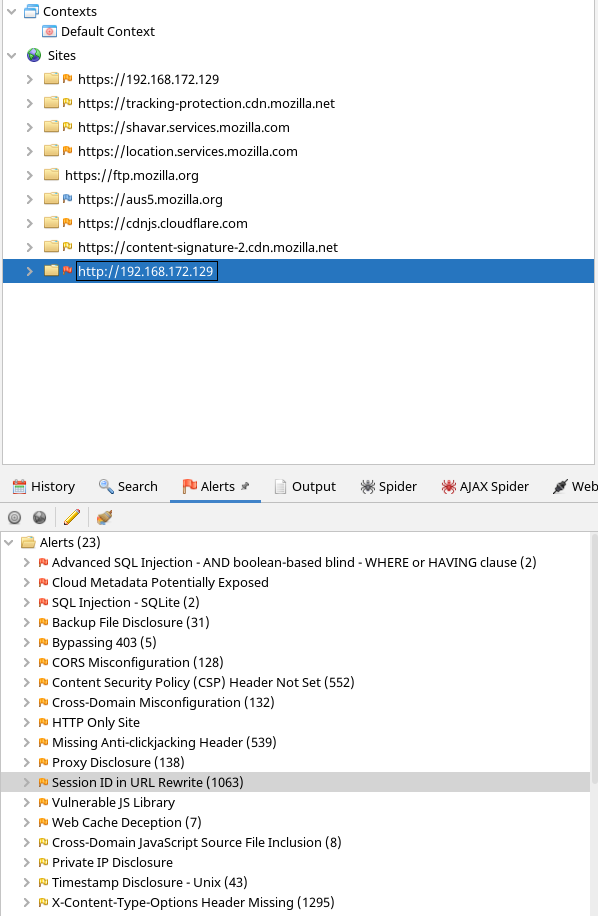 Contexts
Default Context
Sites
https://192.168.172.129
https://tracking-protection.cdn.mozilla.net
https://shavar.services.mozilla.com
https://location.services.mozilla.com
https://ftp.mozilla.org
https://aus5.mozilla.org
https://cdnjs.cloudflare.com
https://content-signature-2.cdn.mozilla.net
http://192.168.172.129
History Search Alerts Output Spider AJAX Spider Web
Alerts (23)
Advanced SQL Injection - AND boolean-based blind - WHERE or HAVING clause (2)
Cloud Metadata Potentially Exposed
SQL Injection - SQLite (2)
Backup File Disclosure (31)
Bypassing 403 (5)
CORS Misconfiguration (128)
Content Security Policy (CSP) Header Not Set (552)
Cross-Domain Misconfiguration (132)
HTTP Only Site
Missing Anti-clickjacking Header (539)
Proxy Disclosure (138)
Session ID in URL Rewrite (1063)
Vulnerable JS Library
Web Cache Deception (7)
Cross-Domain JavaScript Source File Inclusion (8)
Private IP Disclosure
Timestamp Disclosure - Unix (43)
X-Content-Type-Options Header Missing (1295)